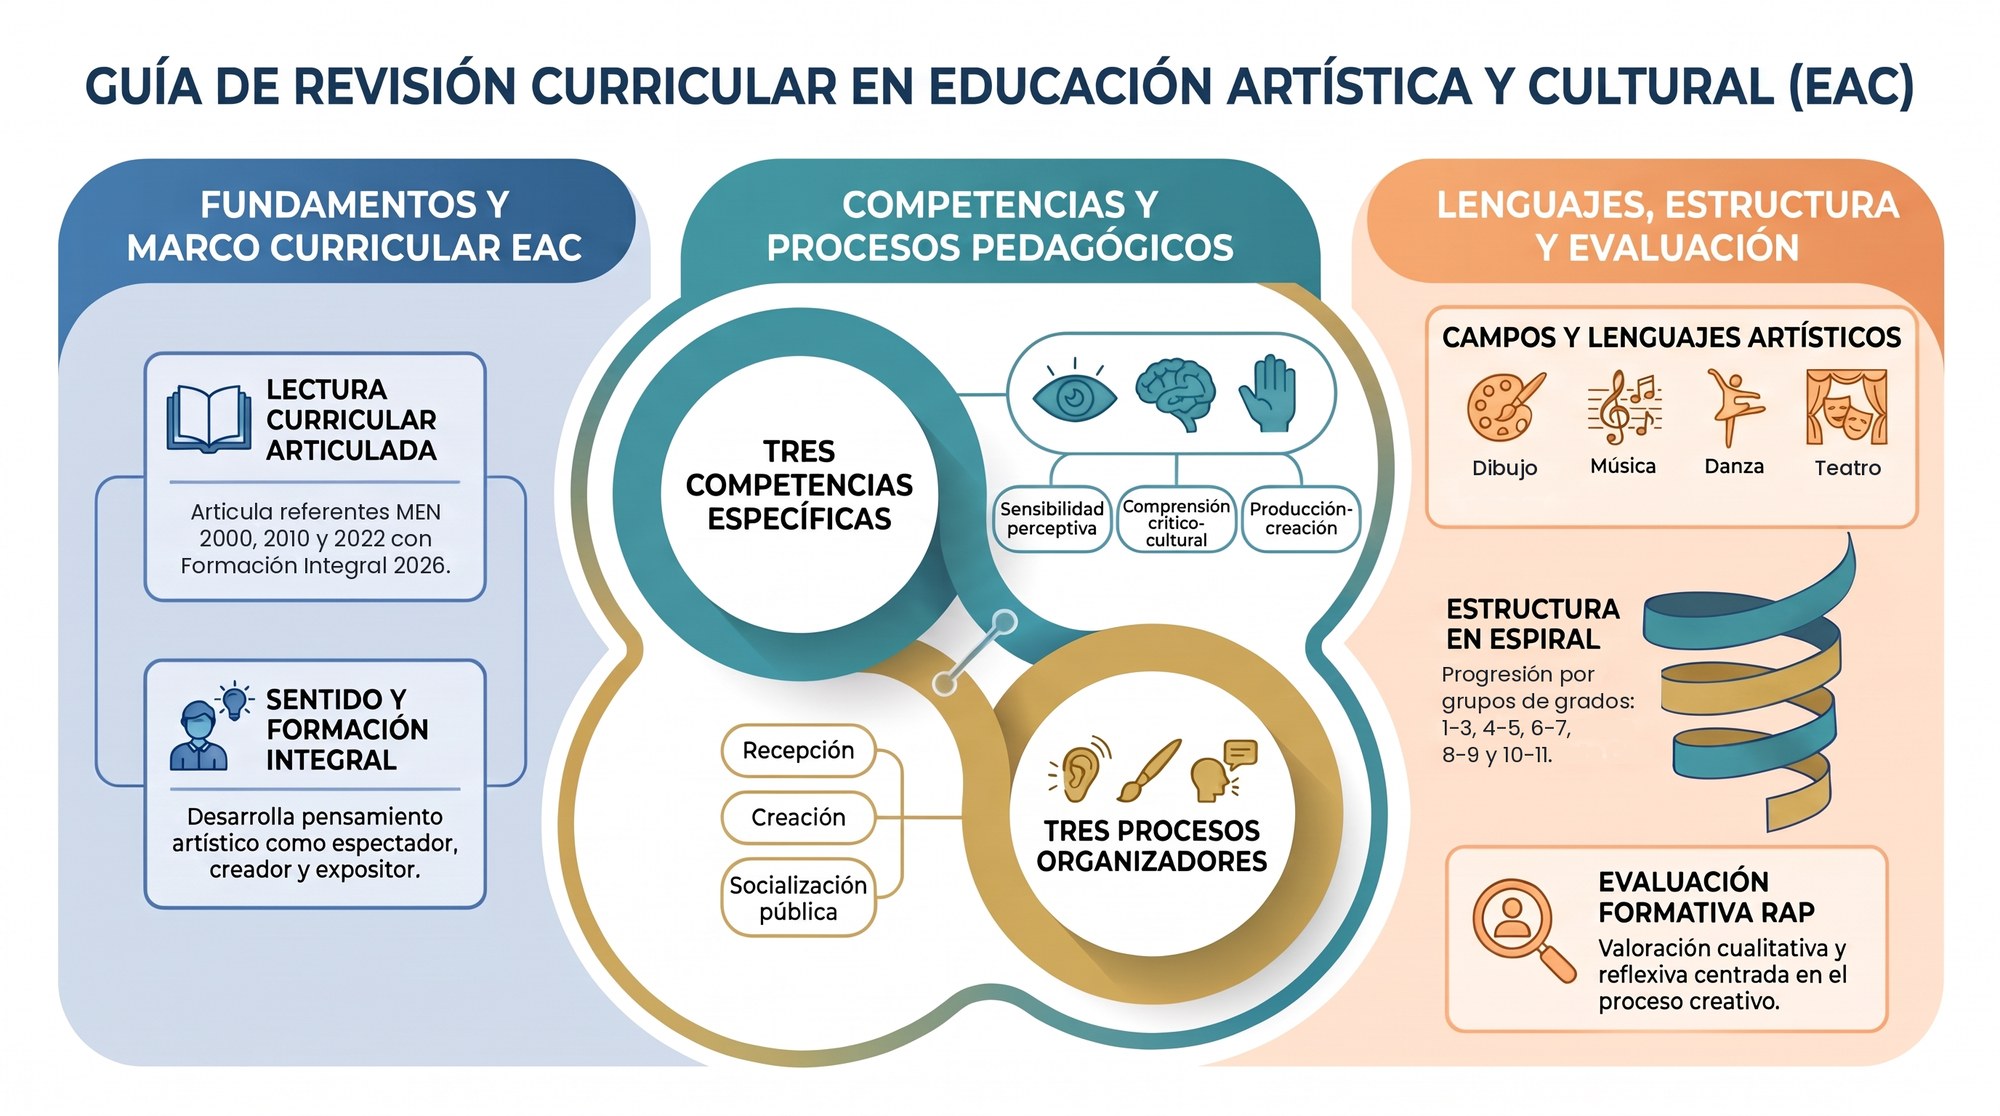 GUÍA DE REVISIÓN CURRICULAR EN EDUCACIÓN ARTÍSTICA Y CULTURAL (EAC)
FUNDAMENTOS Y
MARCO CURRICULAR EAC
LECTURA
CURRICULAR
ARTICULADA
Articula referentes MEN
2000, 2010 y 2022 con
Formación Integral 2026.
SENTIDO Y
FORMACIÓN
INTEGRAL
Desarrolla pensamiento
artístico como espectador,
creador y expositor.
COMPETENCIAS Y
PROCESOS PEDAGÓGICOS
TRES
COMPETENCIAS
ESPECÍFICAS
Sensibilidad
perceptiva
Comprensión
critico-
cultural
Producción-
creación
Recepción
Creación
Socialización
pública
TRES PROCESOS
ORGANIZADORES
LENGUAJES, ESTRUCTURA
Y EVALUACIÓN
CAMPOS Y LENGUAJES ARTÍSTICOS
Dibujo
Música
Danza
Teatro
ESTRUCTURA
EN ESPIRAL
Progresión por
grupos de grados:
1-3, 4-5, 6-7,
8-9 y 10-11.
EVALUACIÓN
FORMATIVA RAP
Valoración cualitativa y
reflexiva centrada en el
proceso creativo.